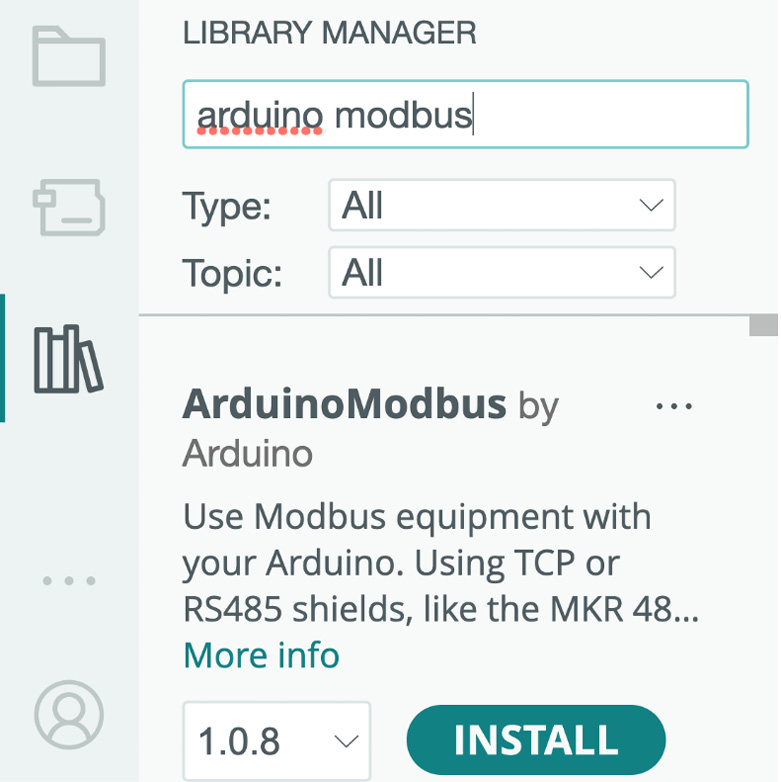 LIBRARY MANAGER
arduino modbus
Type: All
Topic: All
ArduinoModbus by
Arduino
Use Modbus equipment with
your Arduino. Using TCP or
RS485 shields, like the MKR 48...
More info
1.0.8 INSTALL